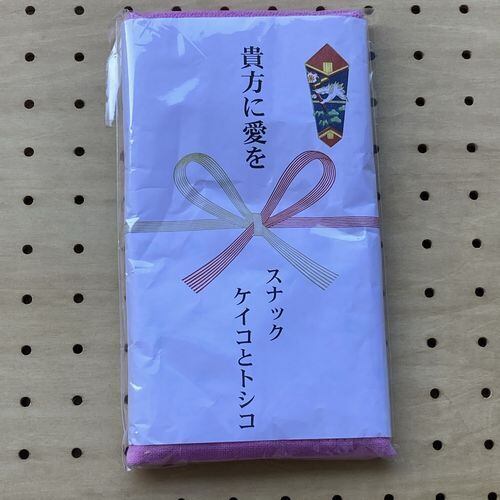 貴方に愛を
スナック
ケイコとトシコ